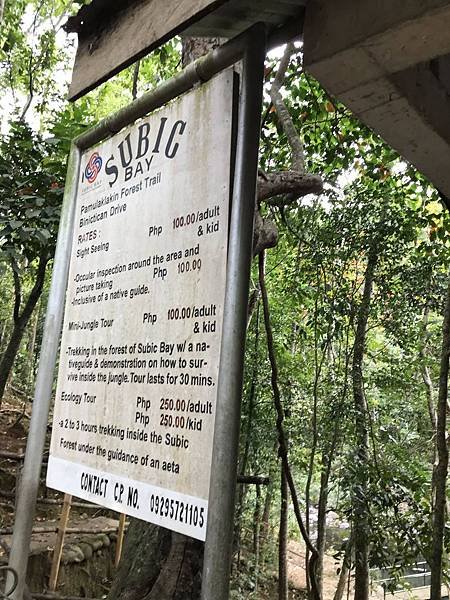 SUBIC
BAY
Pamulaklakin Forest Trail
Binictican Drive
RATES :
Sight Seeing Php 100.00/adult
& kid
-Occular inspection around the area and
picture taking Php 100.00
-Inclusive of a native guide.
Mini-Jungle Tour Php 100.00/adult
& kid
-Trekking in the forest of Subic Bay w/ a na-
tiveguide & demonstration on how to sur-
vive inside the jungle. Tour lasts for 30 mins.
Ecology Tour Php 250.00/adult
Php 250.00/kid
-a 2 to 3 hours trekking inside the Subic
Forest under the guidance of an aeta
CONTACT C.P. NO. 09295721105